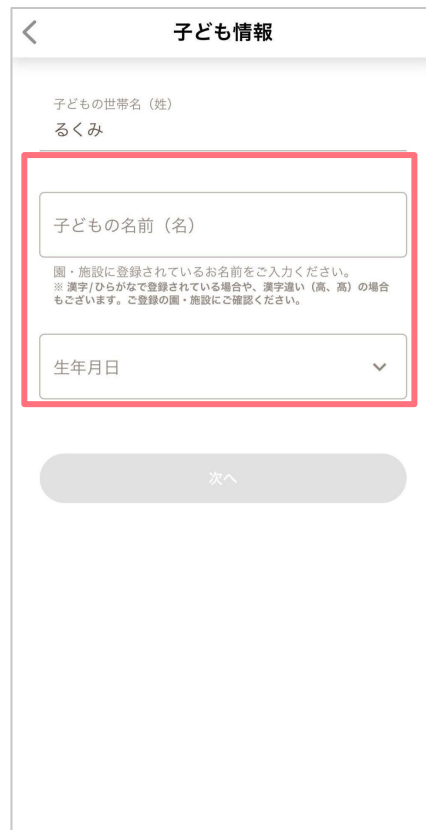 子どもの情報
子どもの世帯名（姓）
るくみ
子どもの名前（名）
園・施設に登録されているお名前をご入力ください。
※ 漢字/ひらがなで登録されている場合や、漢字違い（高、髙）の場合
もございます。ご登録の園・施設にご確認ください。
生年月日
次へ